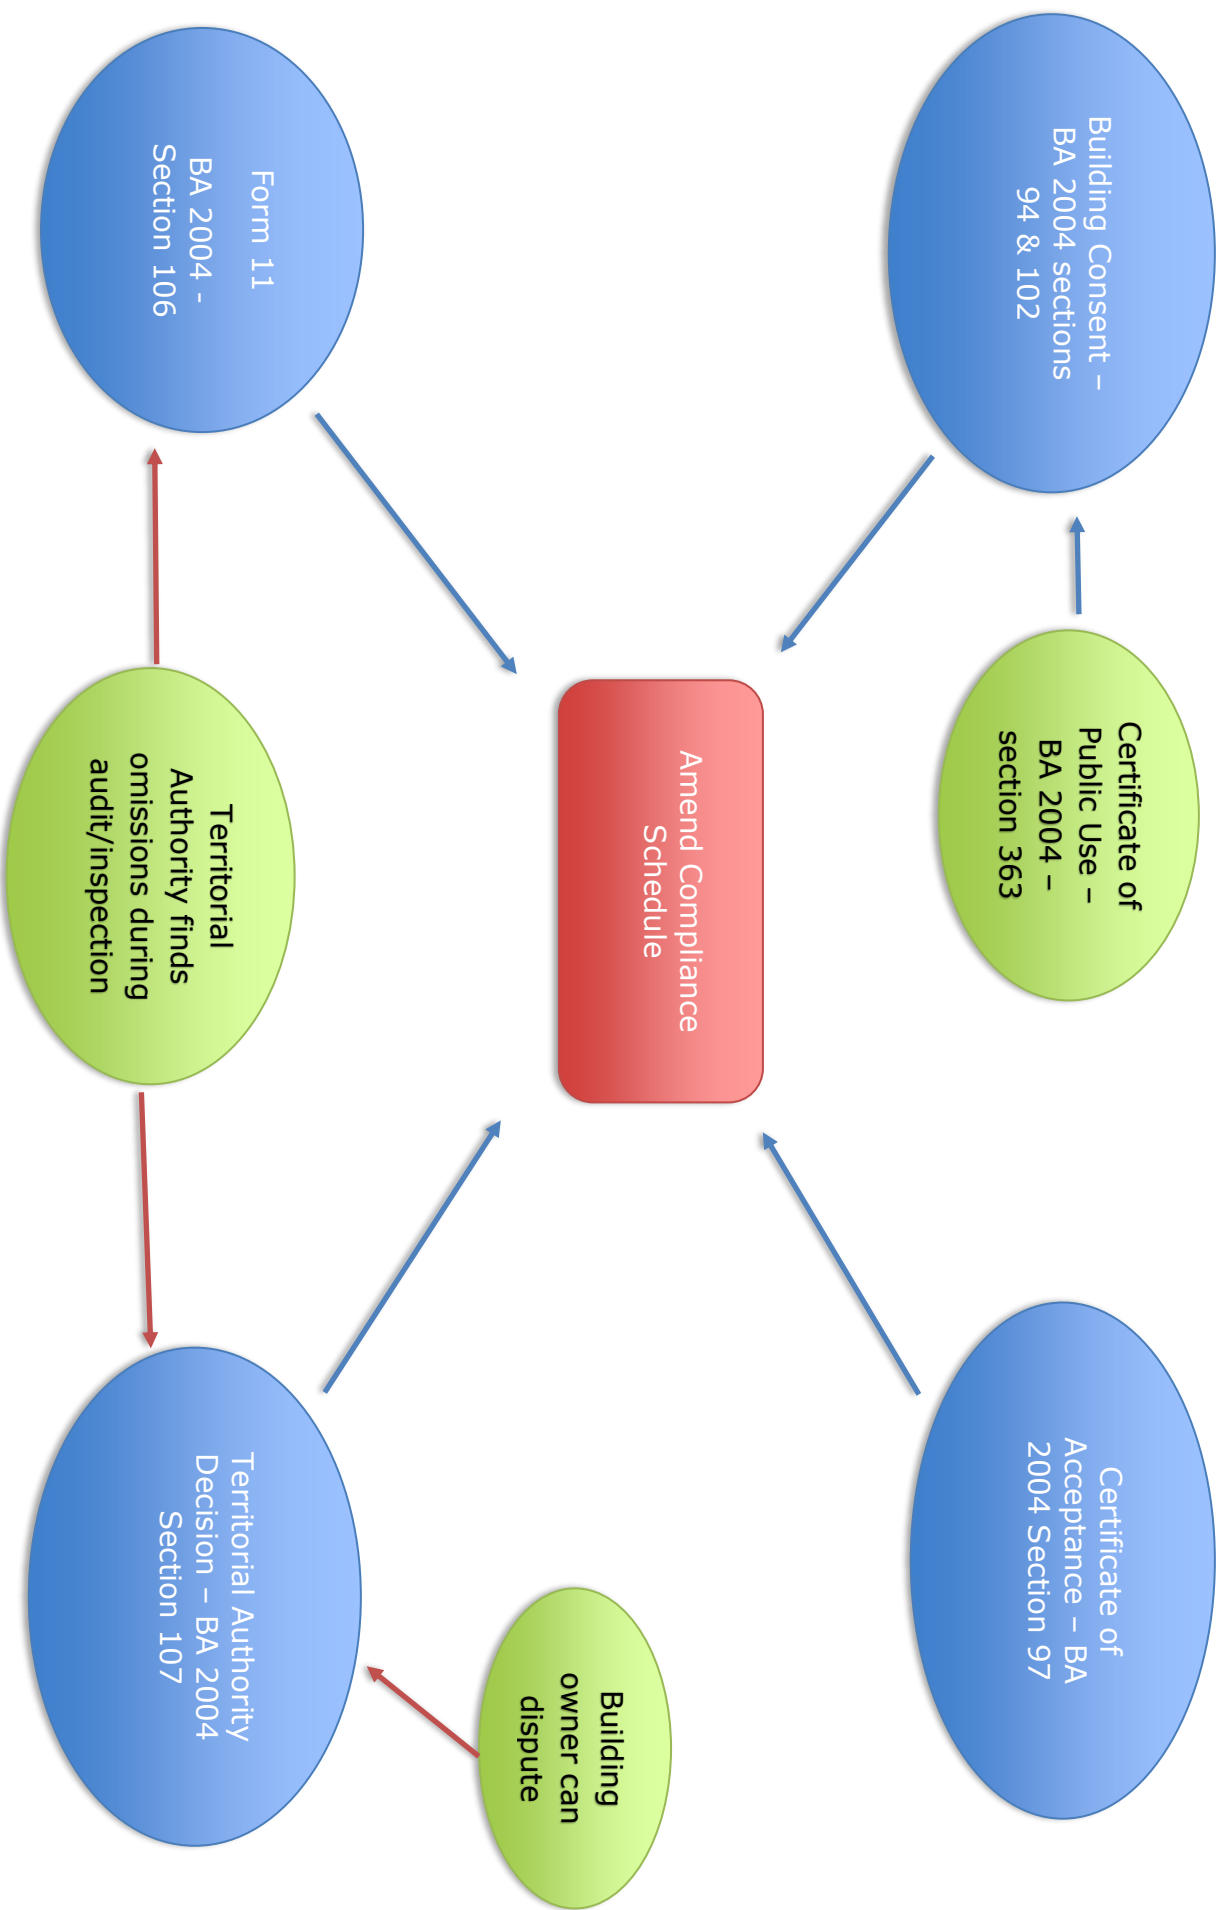 Building Consent –
BA 2004 sections
94 & 102
Certificate of
Public Use –
BA 2004 –
section 363
Certificate of
Acceptance – BA
2004 Section 97
Amend Compliance
Schedule
Building
owner can
dispute
Form 11
BA 2004 -
Section 106
Territorial
Authority finds
omissions during
audit/inspection
Territorial Authority
Decision – BA 2004
Section 107